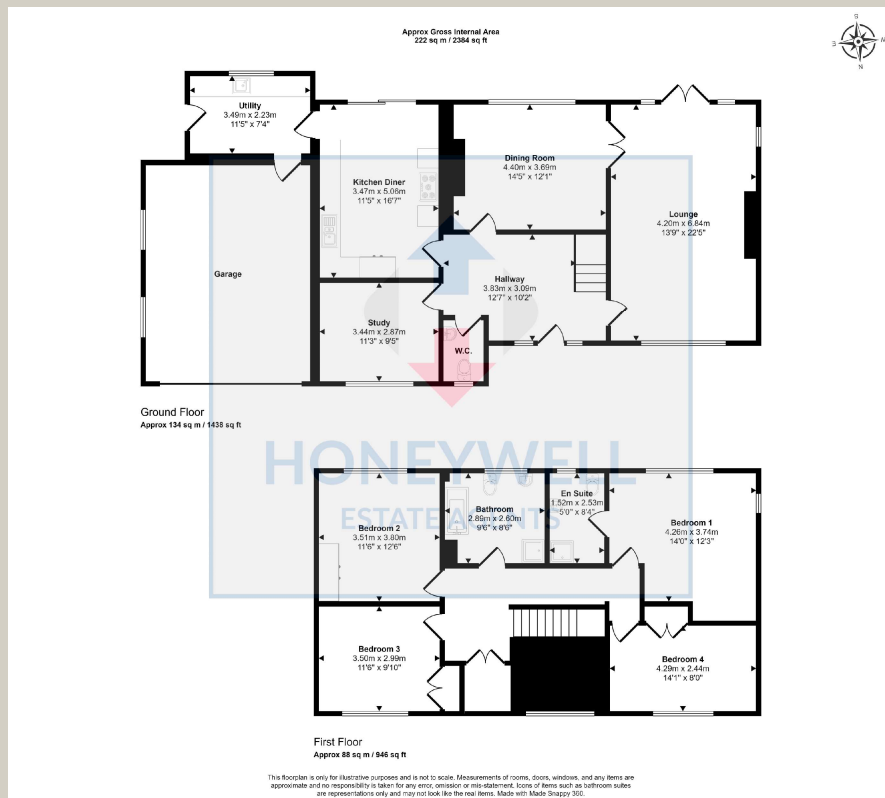 Approx Gross Internal Area
222 sq m / 2384 sq ft
S
N
Utility
3.49m x 2.23m
11'5" x 7'4"
Kitchen Diner
3.47m x 5.06m
11'5" x 16'7"
Dining Room
4.40m x 3.69m
14'5" x 12'1"
Lounge
4.20m x 6.84m
13'9" x 22'5"
Garage
Hallway
3.83m x 3.09m
12'7" x 10'2"
Study
3.44m x 2.87m
11'3" x 9'5"
W.C.
Ground Floor
Approx 134 sq m / 1438 sq ft
HONEYWELL
ESTATE AGENTS
Bedroom 2
3.51m x 3.80m
11'6" x 12'6"
Bathroom
2.89m x 2.60m
9'6" x 8'6"
En Suite
1.52m x 2.53m
5'0" x 8'4"
Bedroom 1
4.26m x 3.74m
14'0" x 12'3"
Bedroom 3
3.50m x 2.99m
11'6" x 9'10"
Bedroom 4
4.29m x 2.44m
14'1" x 8'0"
First Floor
Approx 88 sq m / 946 sq ft
This floorplan is only for illustrative purposes and is not to scale. Measurements of rooms, doors, windows, and any items are
approximate and no responsibility is taken for any error, omission or mis-statement. Icons of items such as bathroom suites
are representations only and may not look like the real items. Made with Made Snappy 360.